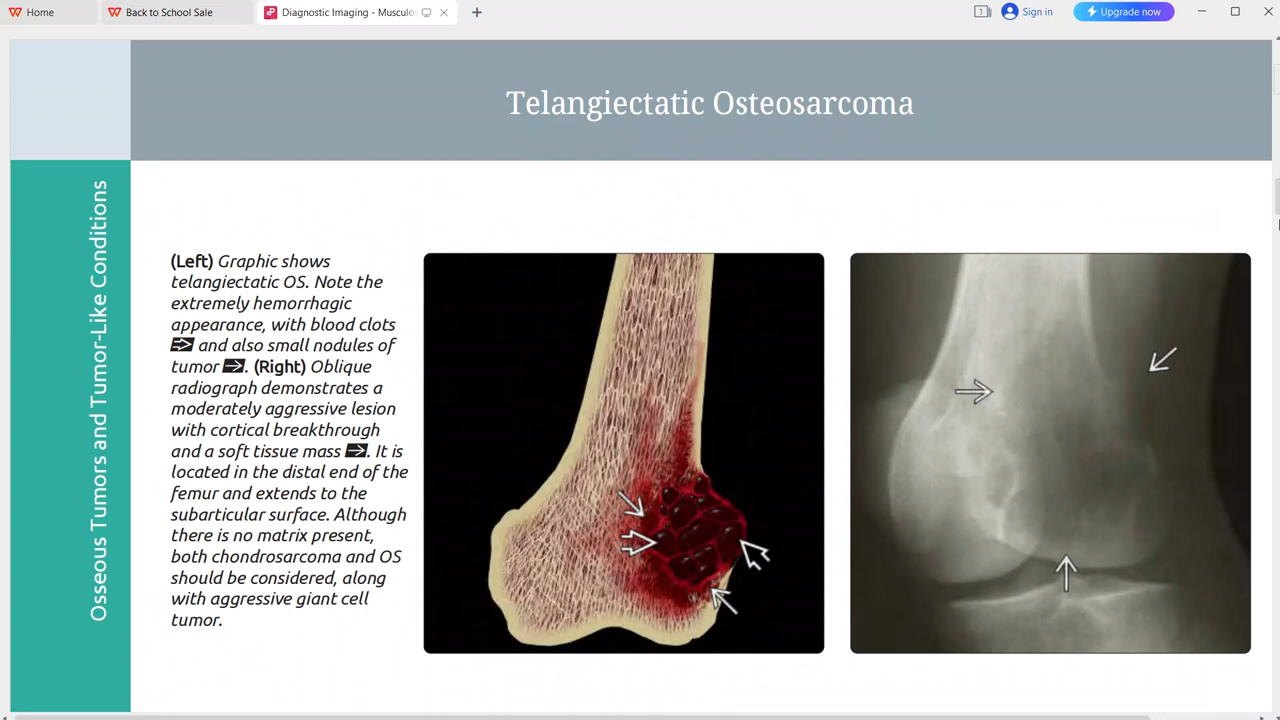 Home
Back to School Sale
Diagnostic Imaging - Musculos
1
Sign in
Upgrade now
Telangiectatic Osteosarcoma
Osseous Tumors and Tumor-Like Conditions
(Left) Graphic shows
telangiectatic OS. Note the
extremely hemorrhagic
appearance, with blood clots
and also small nodules of
tumor. (Right) Oblique
radiograph demonstrates a
moderately aggressive lesion
with cortical breakthrough
and a soft tissue mass. It is
located in the distal end of the
femur and extends to the
subarticular surface. Although
there is no matrix present,
both chondrosarcoma and OS
should be considered, along
with aggressive giant cell
tumor.